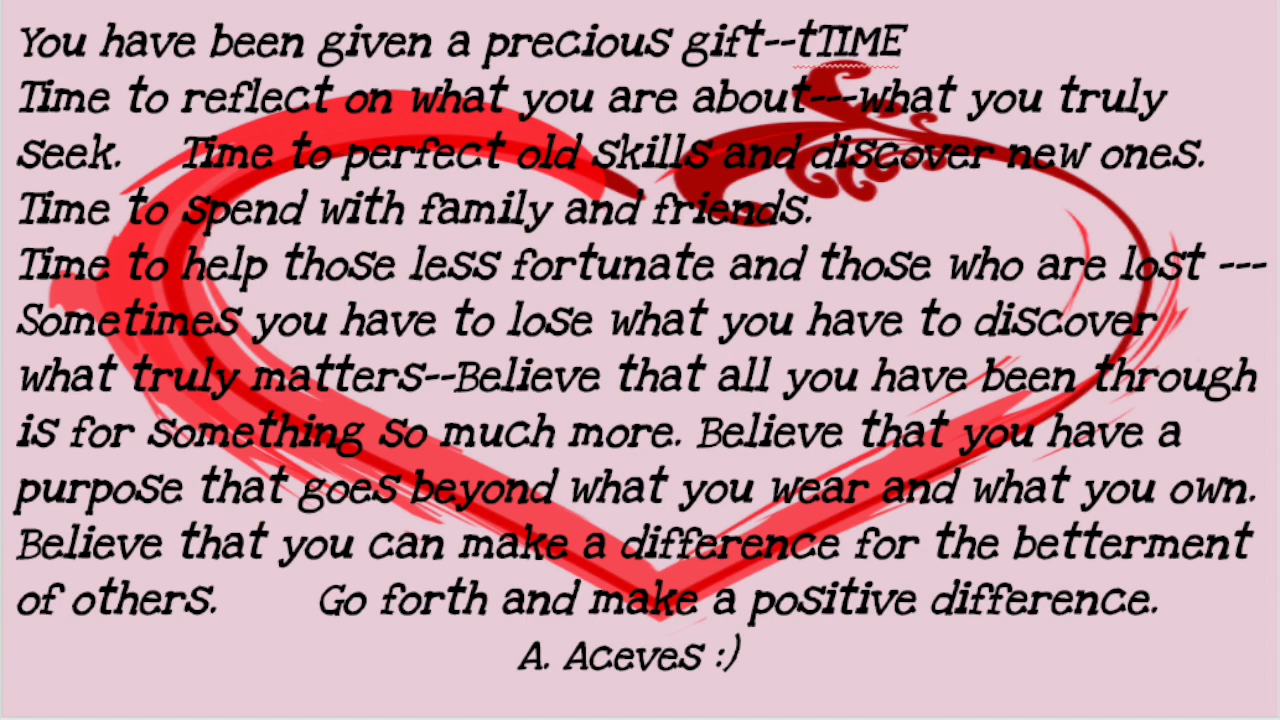 You have been given a precious gift--tTIME
Time to reflect on what you are about---what you truly
seek. Time to perfect old skills and discover new ones.
Time to spend with family and friends.
Time to help those less fortunate and those who are lost ---
Sometimes you have to lose what you have to discover
what truly matters--Believe that all you have been through
is for something so much more. Believe that you have a
purpose that goes beyond what you wear and what you own.
Believe that you can make a difference for the betterment
of others. Go forth and make a positive difference.
A. Aceves :)